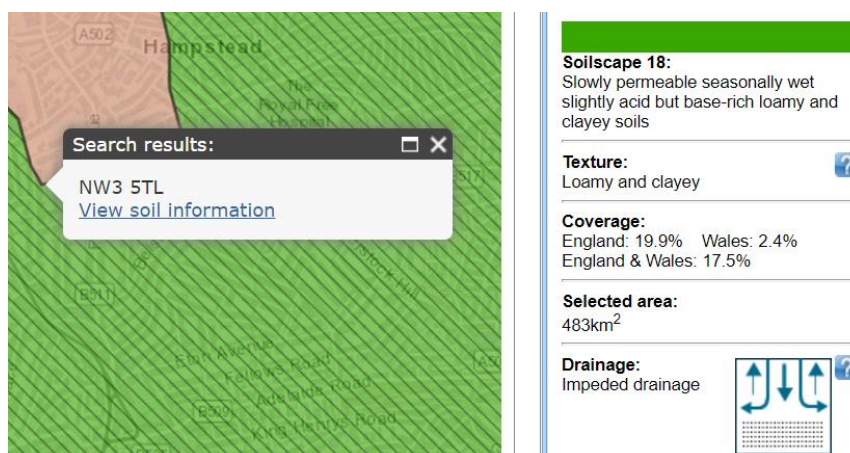 A502
Hampstead
The
Royal Free
Hospital
Search results:
NW3 5TL
View soil information
B511
Eton Avenue
Fellows Road
Adelaide Road
B509
King Henrys Road
Soilscape 18:
Slowly permeable seasonally wet
slightly acid but base-rich loamy and
clayey soils
Texture:
?
Loamy and clayey
Coverage:
England: 19.9% Wales: 2.4%
England & Wales: 17.5%
Selected area:
483km2
Drainage:
?
Impeded drainage